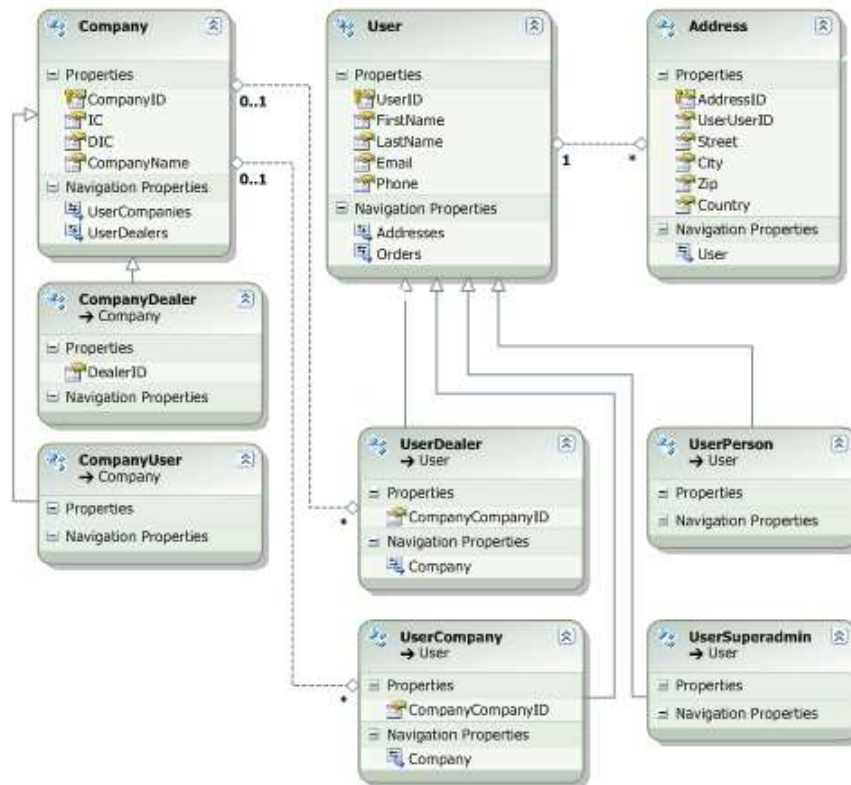 Company
Properties
CompanyID
IC
DIC
CompanyName
Navigation Properties
UserCompanies
UserDealers
0..1
0..1
User
Properties
UserID
FirstName
LastName
Email
Phone
Navigation Properties
Addresses
Orders
1
*
Address
Properties
AddressID
UserUserID
Street
City
Zip
Country
Navigation Properties
User
CompanyDealer
→ Company
Properties
DealerID
Navigation Properties
CompanyUser
→ Company
Properties
Navigation Properties
UserDealer
→ User
Properties
CompanyCompanyID
Navigation Properties
Company
*
UserPerson
→ User
Properties
Navigation Properties
UserCompany
→ User
Properties
CompanyCompanyID
Navigation Properties
Company
*
UserSuperadmin
→ User
Properties
Navigation Properties